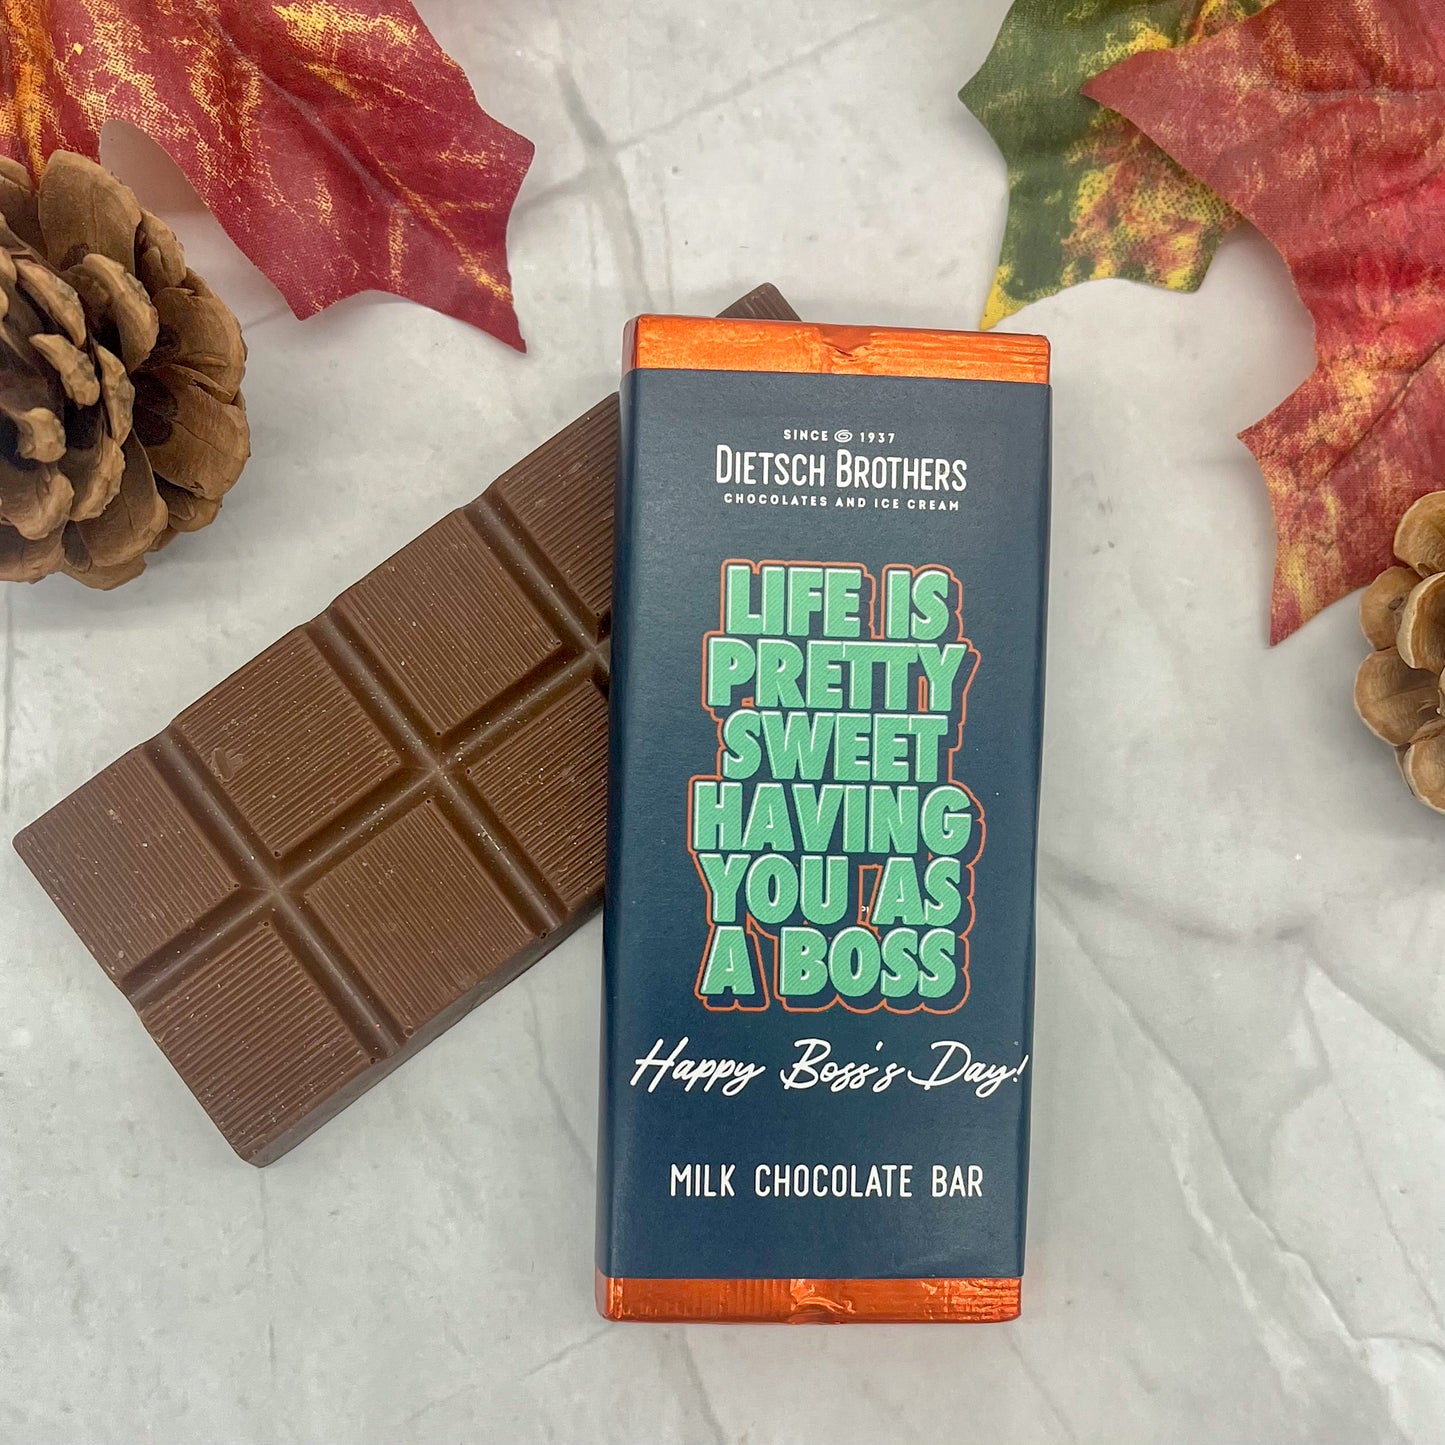 SINCE 1937
DIETSCH BROTHERS
CHOCOLATES AND ICE CREAM
LIFE IS
PRETTY
SWEET
HAVING
YOU AS
A BOSS
Happy Boss's Day!
MILK CHOCOLATE BAR